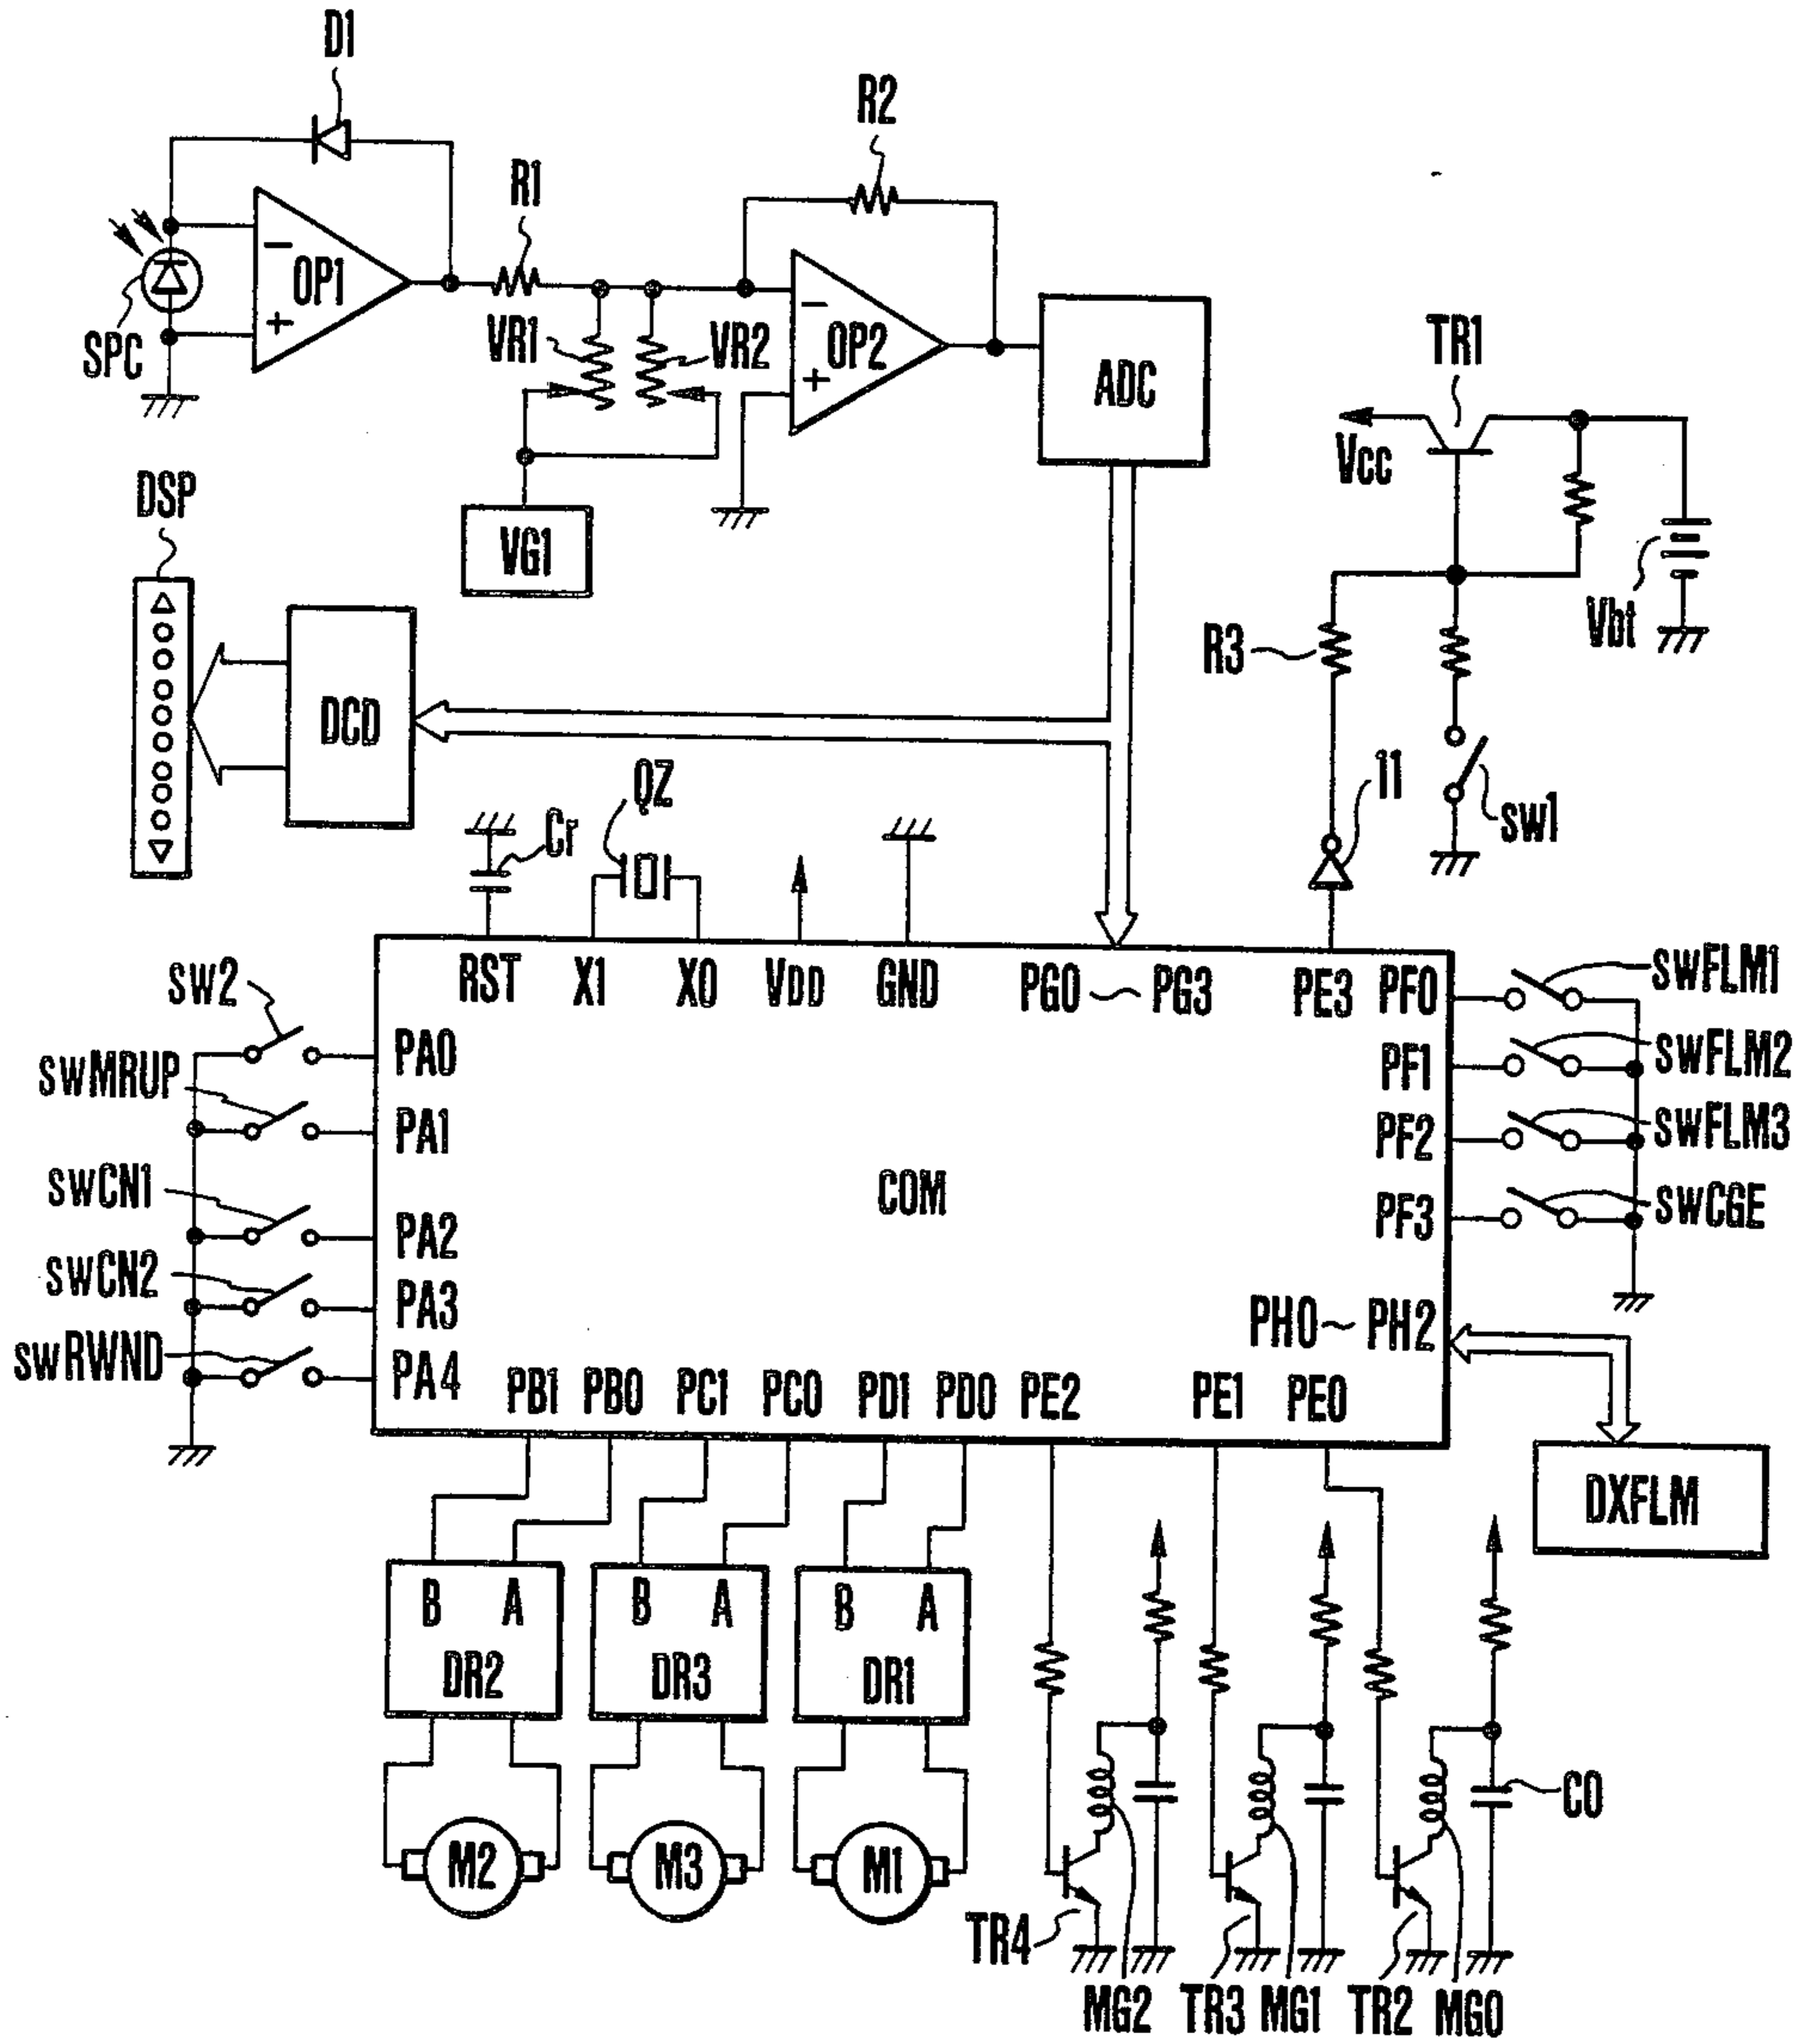 D1
R2
R1
OP1
SPC
VR1
VR2
OP2
ADC
TR1
Vcc
DSP
VG1
Vbt
R3
DCD
QZ
Cr
11
sw1
RST X1 X0 VDD GND PG0 ~ PG3 PE3 PF0
sw2
swFLM1
PA0
swMRUP
PF1
swFLM2
PA1
PF2
swFLM3
COM
swCN1
PA2
PF3
swCGE
swCN2
PA3
PH0 ~ PH2
swRWND
PA4
PB1 PB0 PC1 PC0 PD1 PD0 PE2 PE1 PE0
DXFLM
B A B A B A
DR2 DR3 DR1
C0
M2 M3 M1
TR4
MG2 TR3 MG1 TR2 MG0